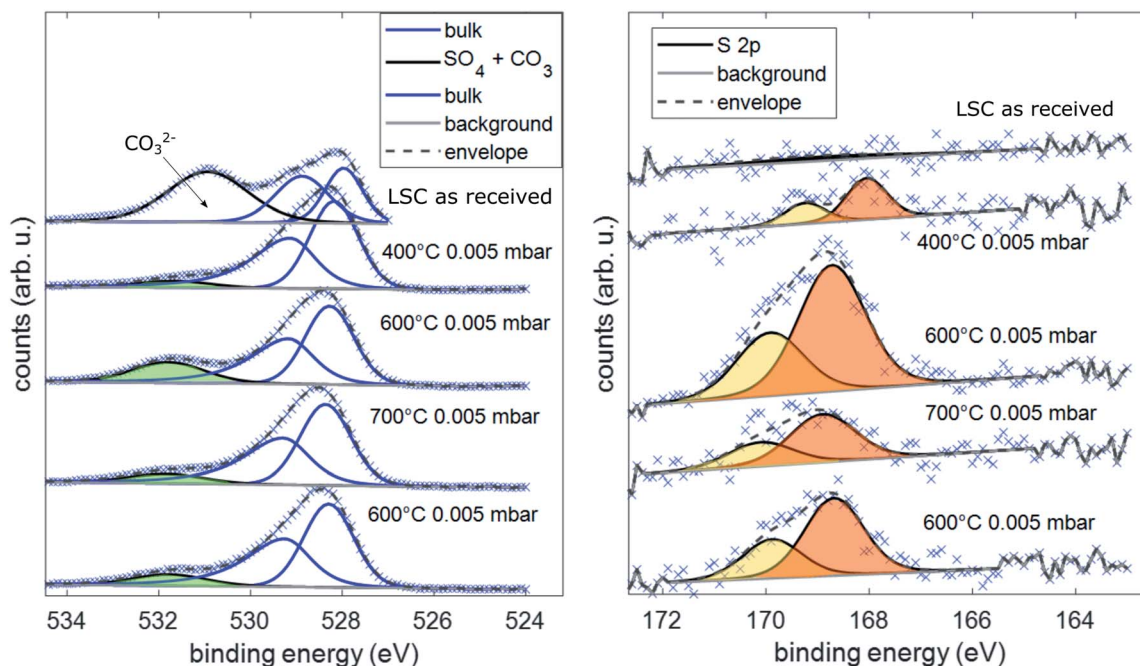 bulk
SO4 + CO3
bulk
background
envelope
CO3 2-
LSC as received
400°C 0.005 mbar
600°C 0.005 mbar
700°C 0.005 mbar
600°C 0.005 mbar
counts (arb. u.)
534 532 530 528 526 524
binding energy (eV)
S 2p
background
envelope
LSC as received
400°C 0.005 mbar
600°C 0.005 mbar
700°C 0.005 mbar
600°C 0.005 mbar
counts (arb. u.)
172 170 168 166 164
binding energy (eV)